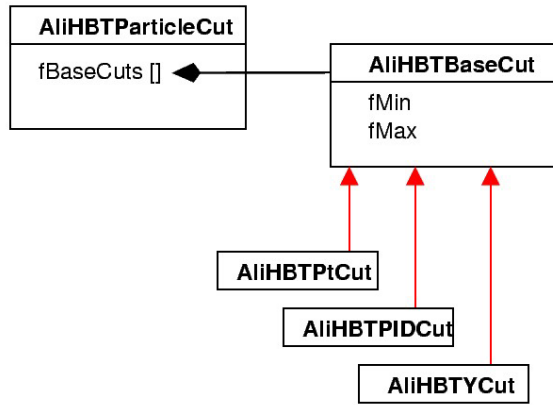 AliHBTParticleCut
fBaseCuts []
AliHBTBaseCut
fMin
fMax
AliHBTPtCut
AliHBTPIDCut
AliHBTYCut